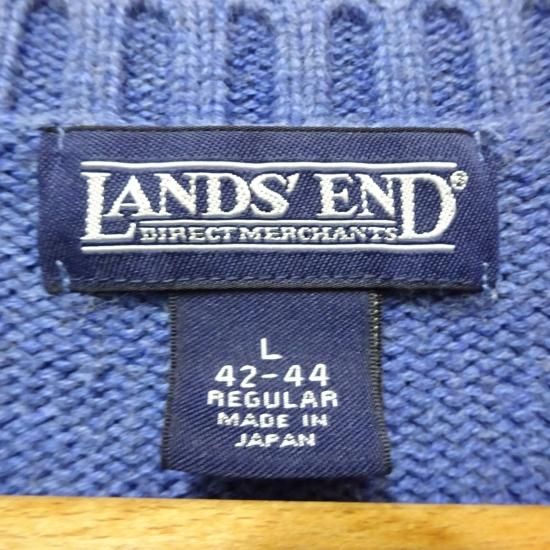 LANDS' END®
DIRECT MERCHANTS
L
42-44
REGULAR
MADE IN
JAPAN